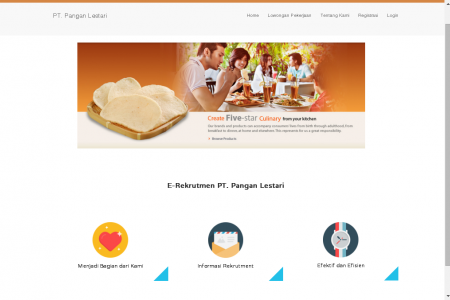 PT. Pangan Lestari
Home Lowongan Pekerjaan Tentang Kami Registrasi Login
Create Five-star Culinary from your kitchen
Our brands and products can accompany consumers lives from birth through adulthood. From
breakfast to dinner, at home and elsewhere. This represents for us a great responsibility.
Browse Products
E-Rekrutmen PT. Pangan Lestari
Menjadi Bagian dari Kami
Informasi Rekrutment
Efektif dan Efisien